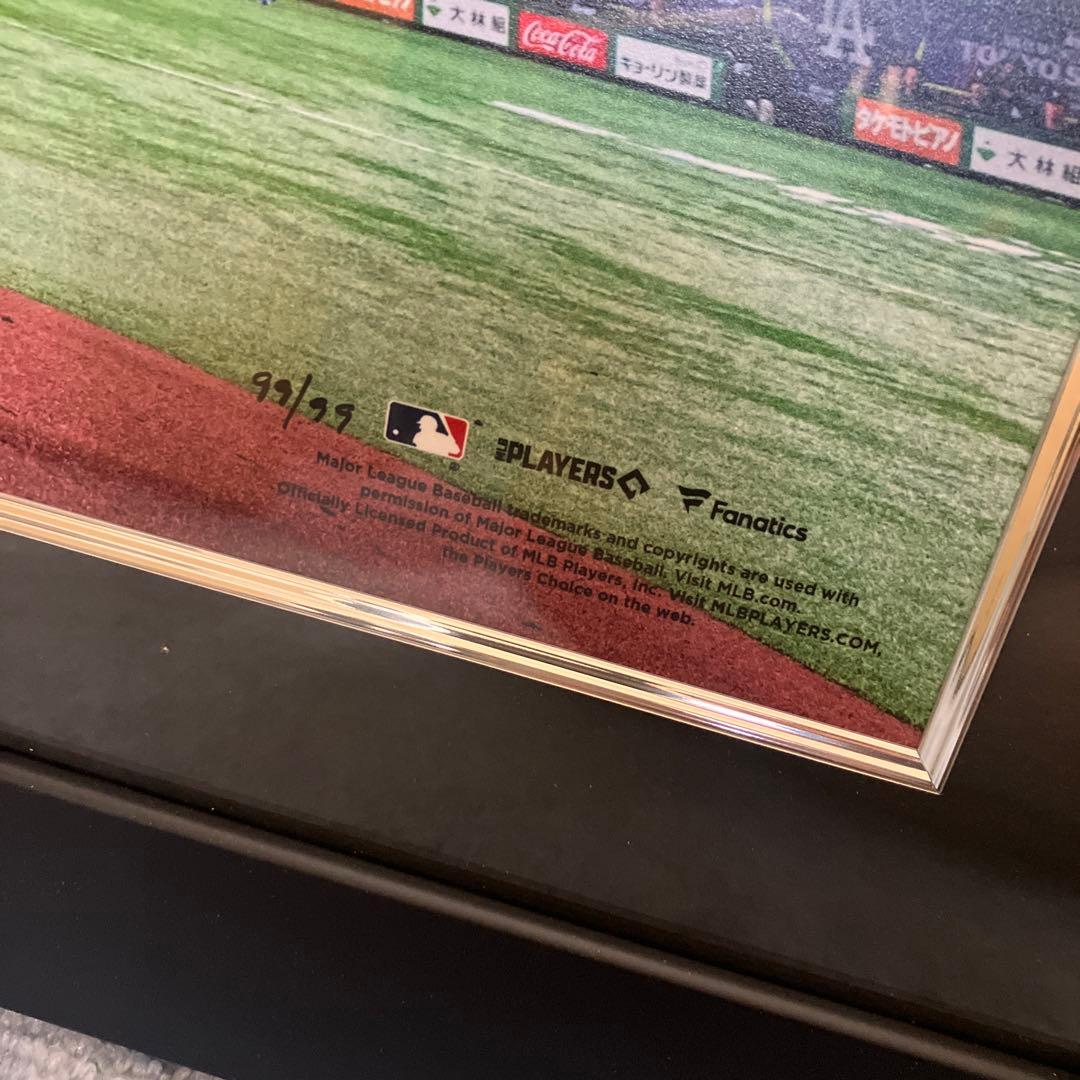 大林組
Coca-Cola
キョーリン製薬
LA
タケモトピアノ
大林組
99/99
MLB PLAYERS
Fanatics
Major League Baseball trademarks and copyrights are used with
permission of Major League Baseball. Visit MLB.com.
Officially Licensed Product of MLB Players, Inc. Visit MLBPLAYERS.COM,
the Players Choice on the web.